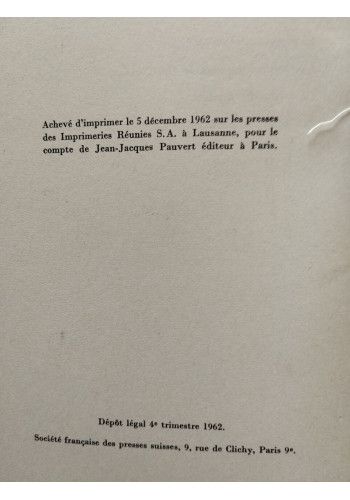 Achevé d'imprimer le 5 décembre 1962 sur les presses
des Imprimeries Réunies S.A. à Lausanne, pour le
compte de Jean-Jacques Pauvert éditeur à Paris.
Dépôt légal 4e trimestre 1962.
Société française des presses suisses, 9, rue de Clichy, Paris 9e.